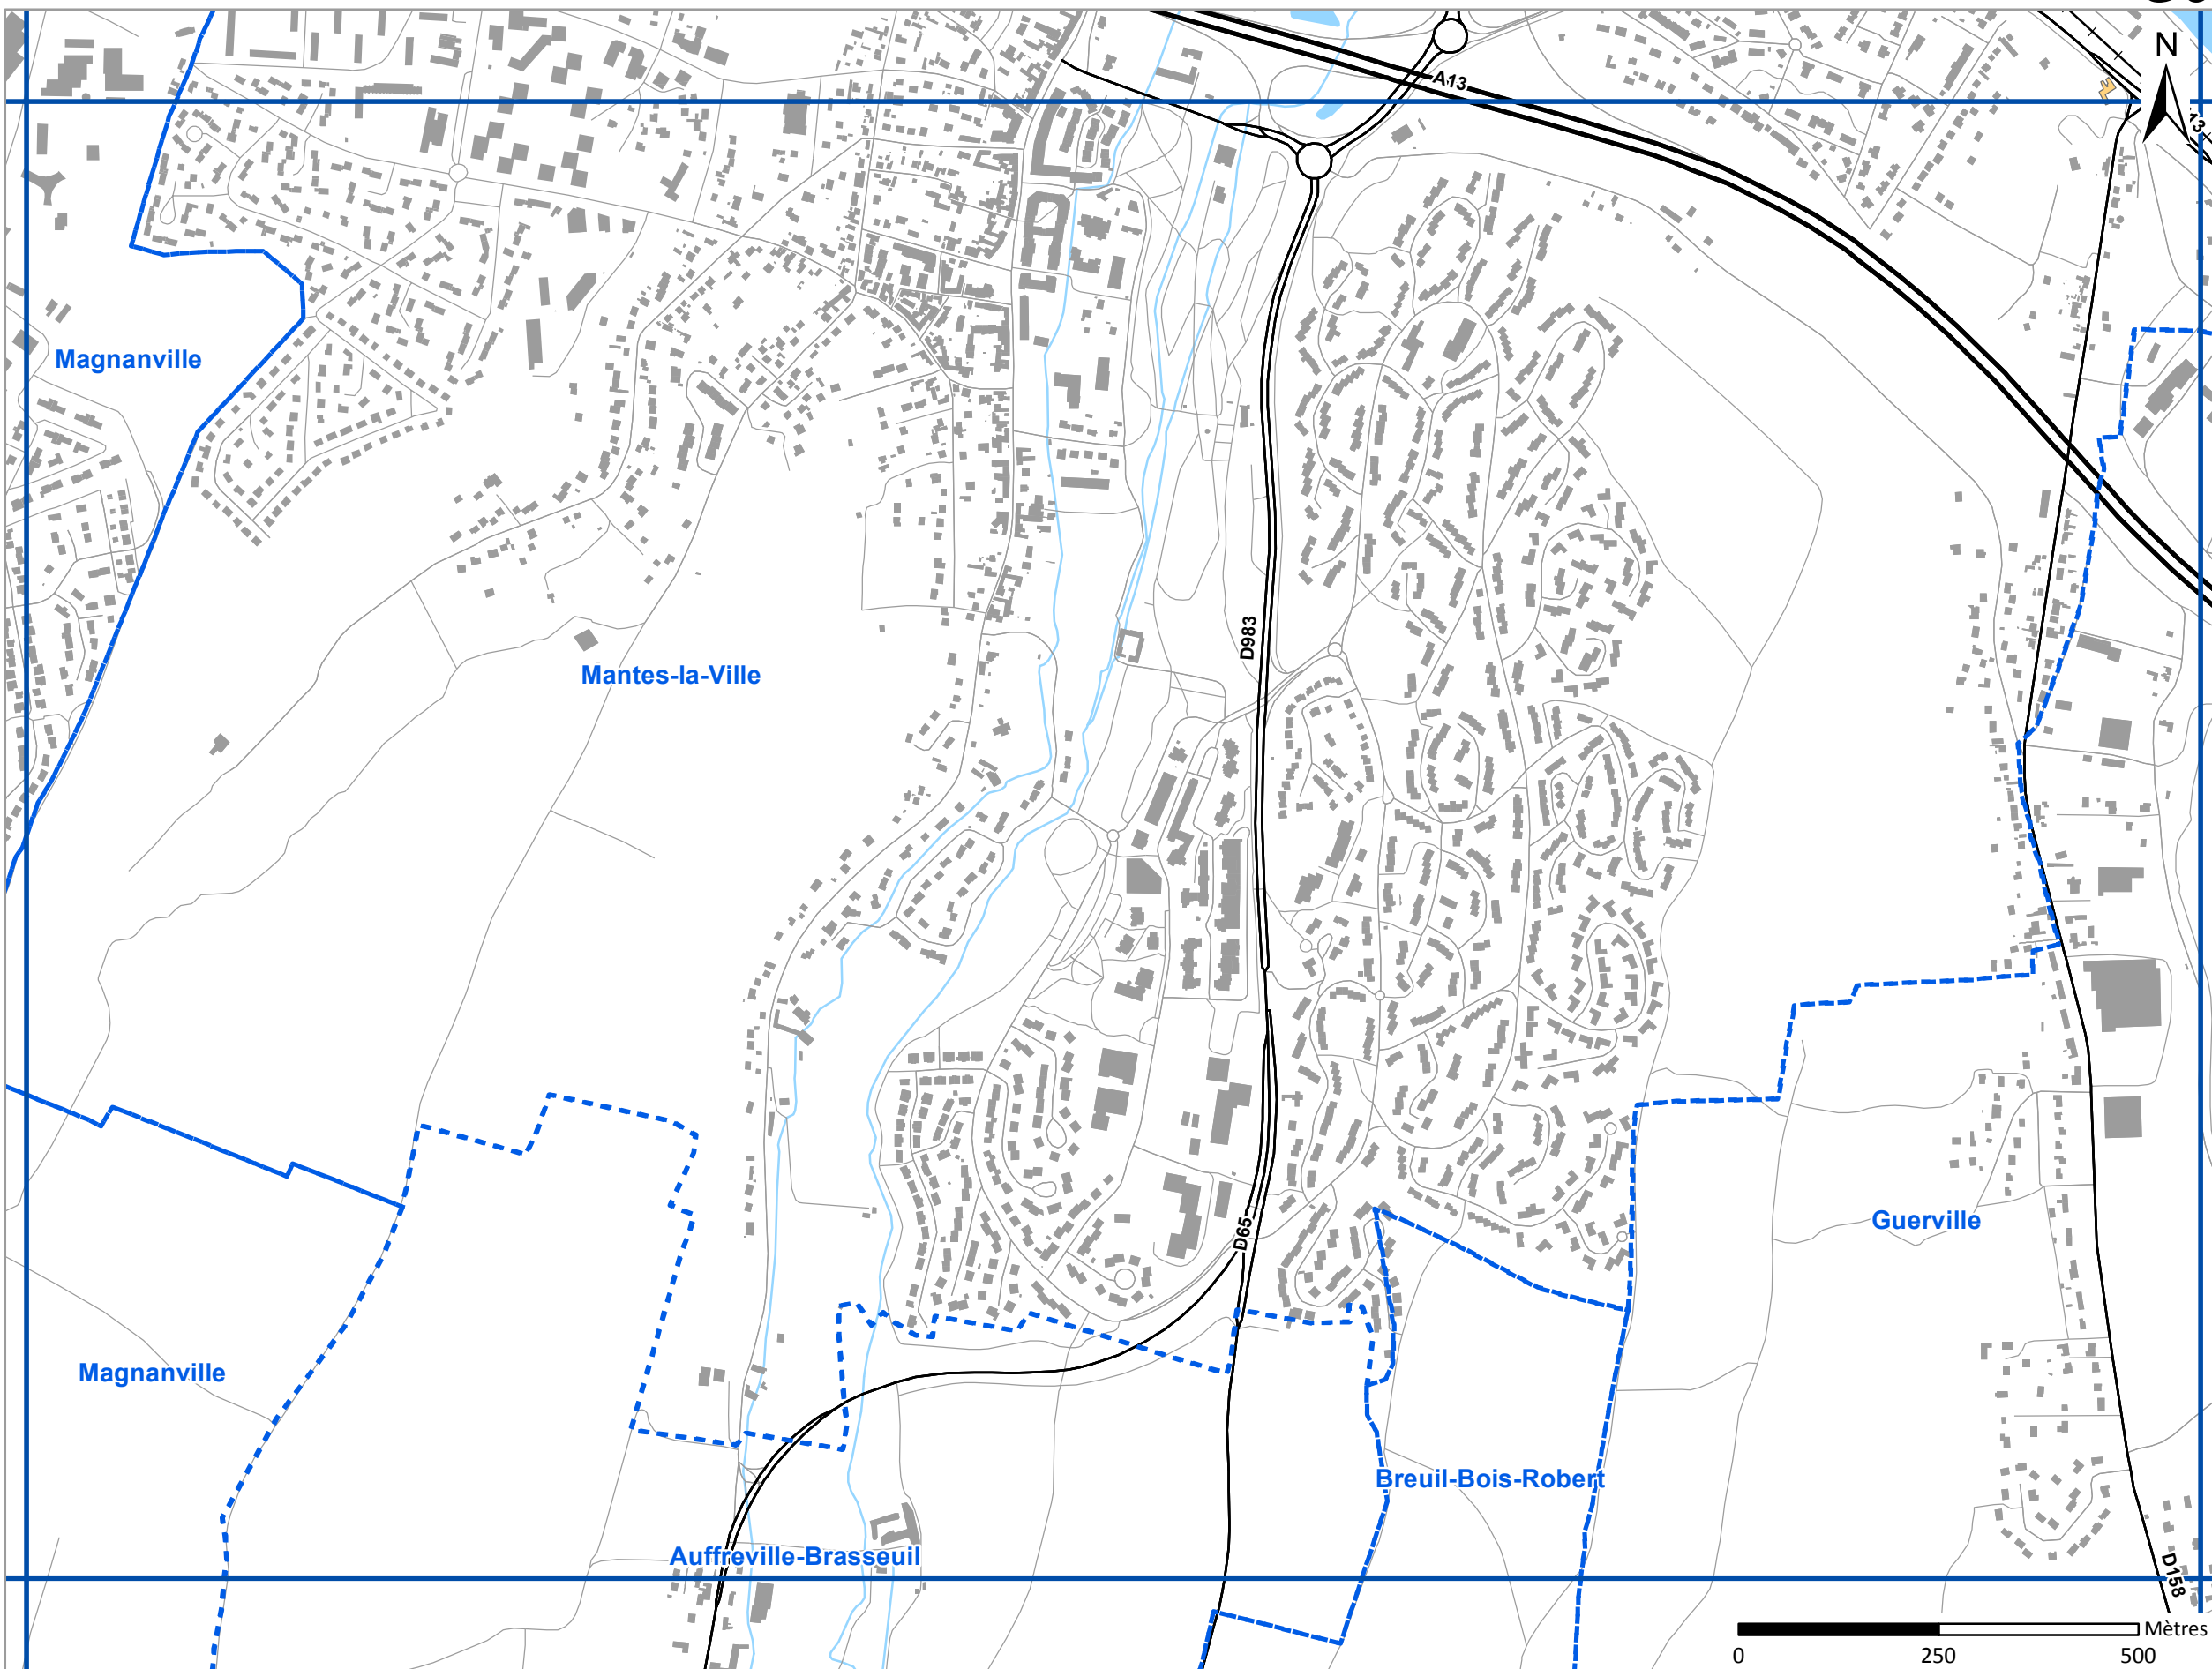 N
A13
Magnanville
D983
Mantes-la-Ville
Guerville
D65
Magnanville
Breuil-Bois-Robert
Auffreville-Brasseuil
D158
Mètres
0 250 500